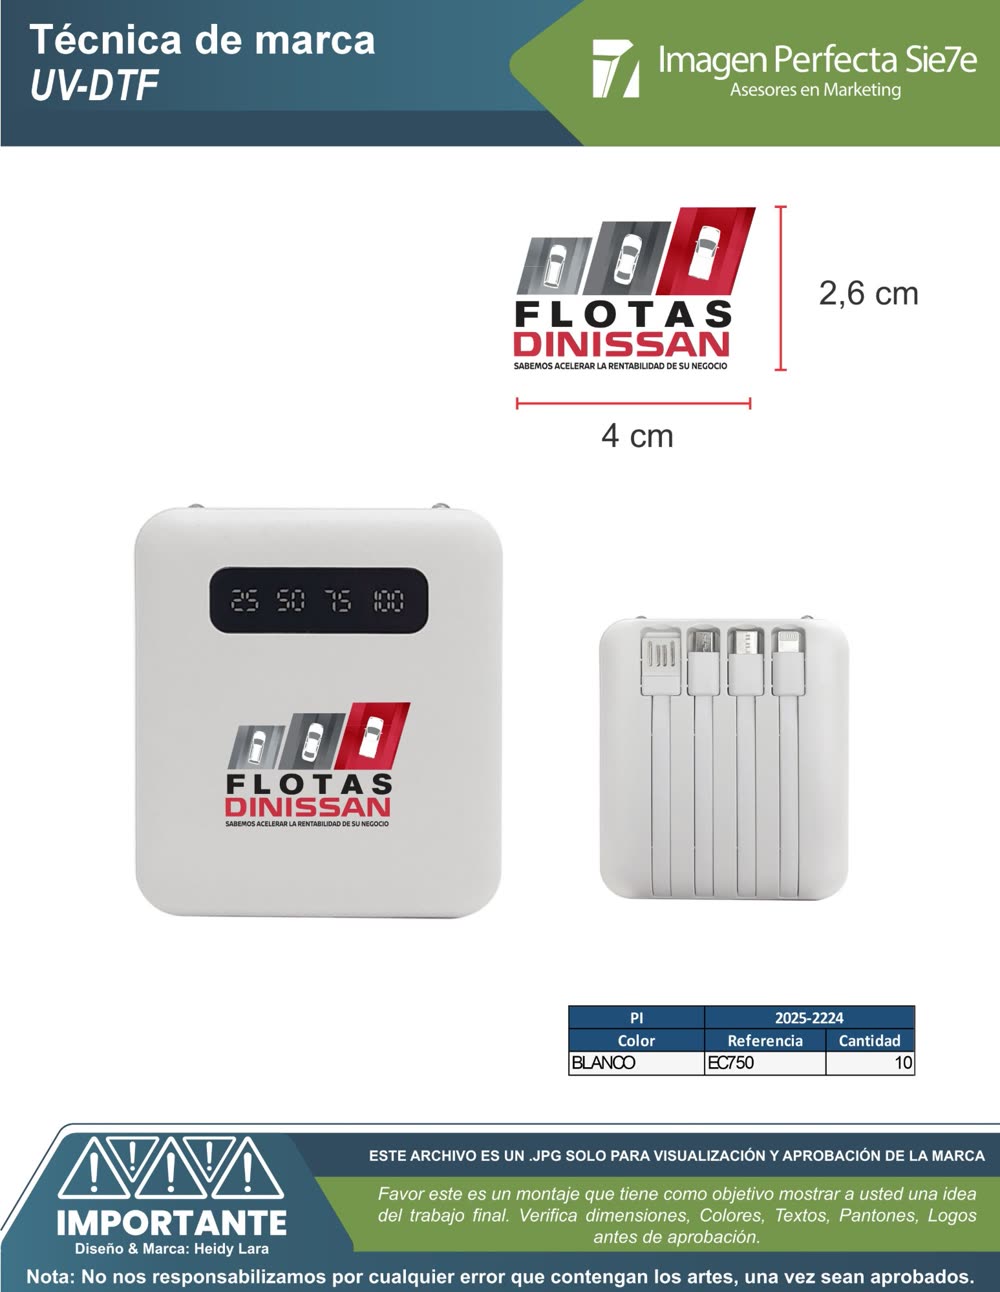 Técnica de marca
UV-DTF
Imagen Perfecta Sie7e
Asesores en Marketing
FLOTAS
DINISSAN
SABEMOS ACELERAR LA RENTABILIDAD DE SU NEGOCIO
2,6 cm
4 cm
25 50 75 100
FLOTAS
DINISSAN
SABEMOS ACELERAR LA RENTABILIDAD DE SU NEGOCIO
PI 2025-2224
Color Referencia Cantidad
BLANCO EC750 10
IMPORTANTE
Diseño & Marca: Heidy Lara
ESTE ARCHIVO ES UN .JPG SOLO PARA VISUALIZACIÓN Y APROBACIÓN DE LA MARCA
Favor este es un montaje que tiene como objetivo mostrar a usted una idea
del trabajo final. Verifica dimensiones, Colores, Textos, Pantones, Logos
antes de aprobación.
Nota: No nos responsabilizamos por cualquier error que contengan los artes, una vez sean aprobados.